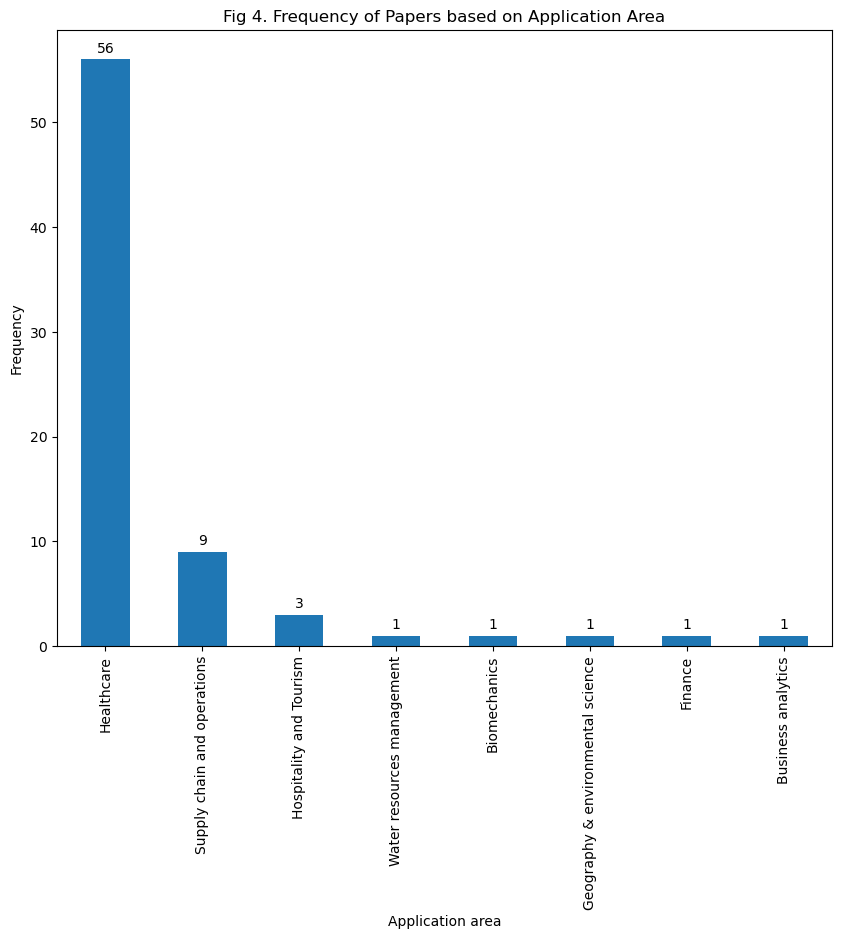 Fig 4. Frequency of Papers based on Application Area
56
50
40
30
20
10
0
9
3
1
1
1
1
1
Frequency
Healthcare
Supply chain and operations
Hospitality and Tourism
Water resources management
Biomechanics
Geography & environmental science
Finance
Business analytics
Application area